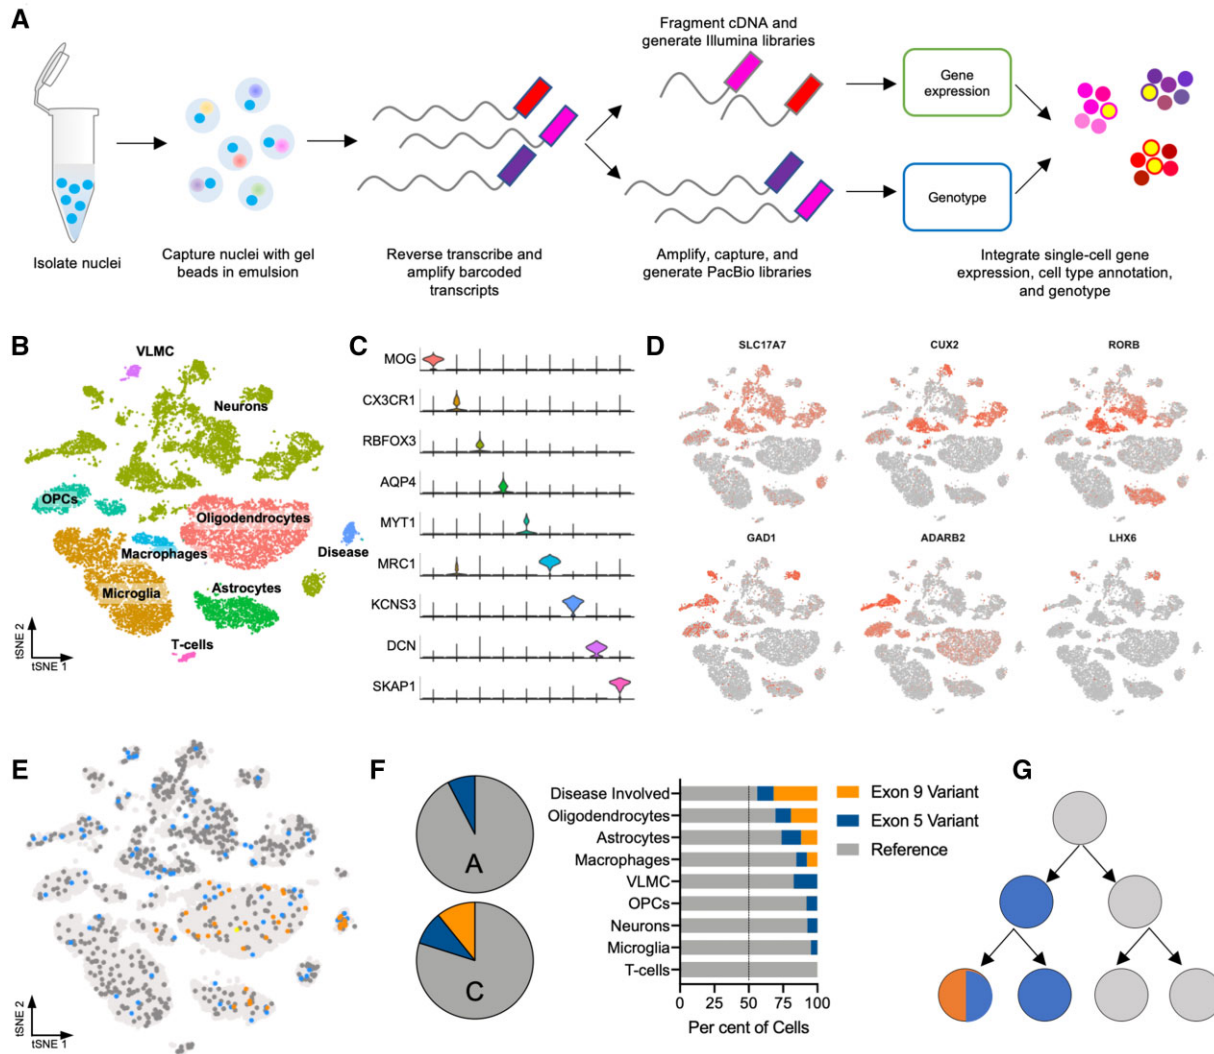 A
Isolate nuclei
Capture nuclei with gel
beads in emulsion
Reverse transcribe and
amplify barcoded
transcripts
Fragment cDNA and
generate Illumina libraries
Amplify, capture, and
generate PacBio libraries
Gene
expression
Genotype
Integrate single-cell gene
expression, cell type annotation,
and genotype
B
VLMC
Neurons
OPCs
Oligodendrocytes
Macrophages
Disease
Microglia
Astrocytes
T-cells
tSNE 2
tSNE 1
C
MOG
CX3CR1
RBFOX3
AQP4
MYT1
MRC1
KCNS3
DCN
SKAP1
D
SLC17A7
CUX2
RORB
GAD1
ADARB2
LHX6
E
tSNE 2
tSNE 1
F
A
C
Disease Involved
Oligodendrocytes
Astrocytes
Macrophages
VLMC
OPCs
Neurons
Microglia
T-cells
0 25 50 75 100
Per cent of Cells
Exon 9 Variant
Exon 5 Variant
Reference
G